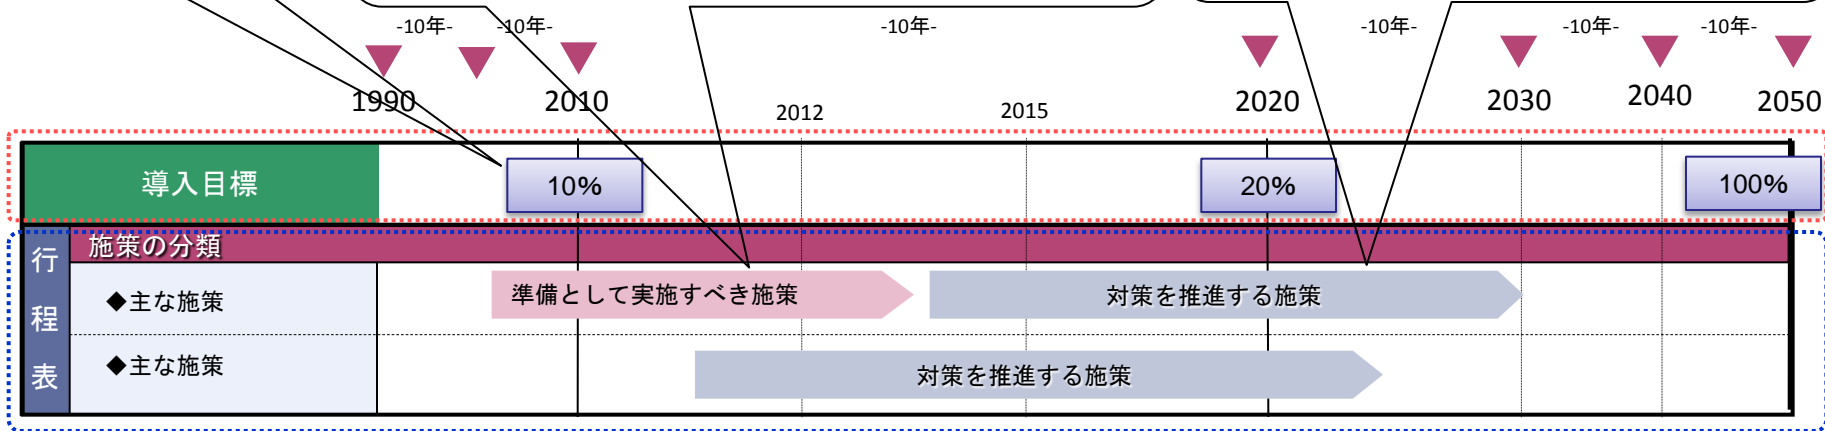 -10年- -10年- -10年- -10年- -10年- -10年-
1990 2010 2012 2015 2020 2030 2040 2050
導入目標 10% 20% 100%
行程表
施策の分類
◆主な施策 準備として実施すべき施策 対策を推進する施策
◆主な施策 対策を推進する施策